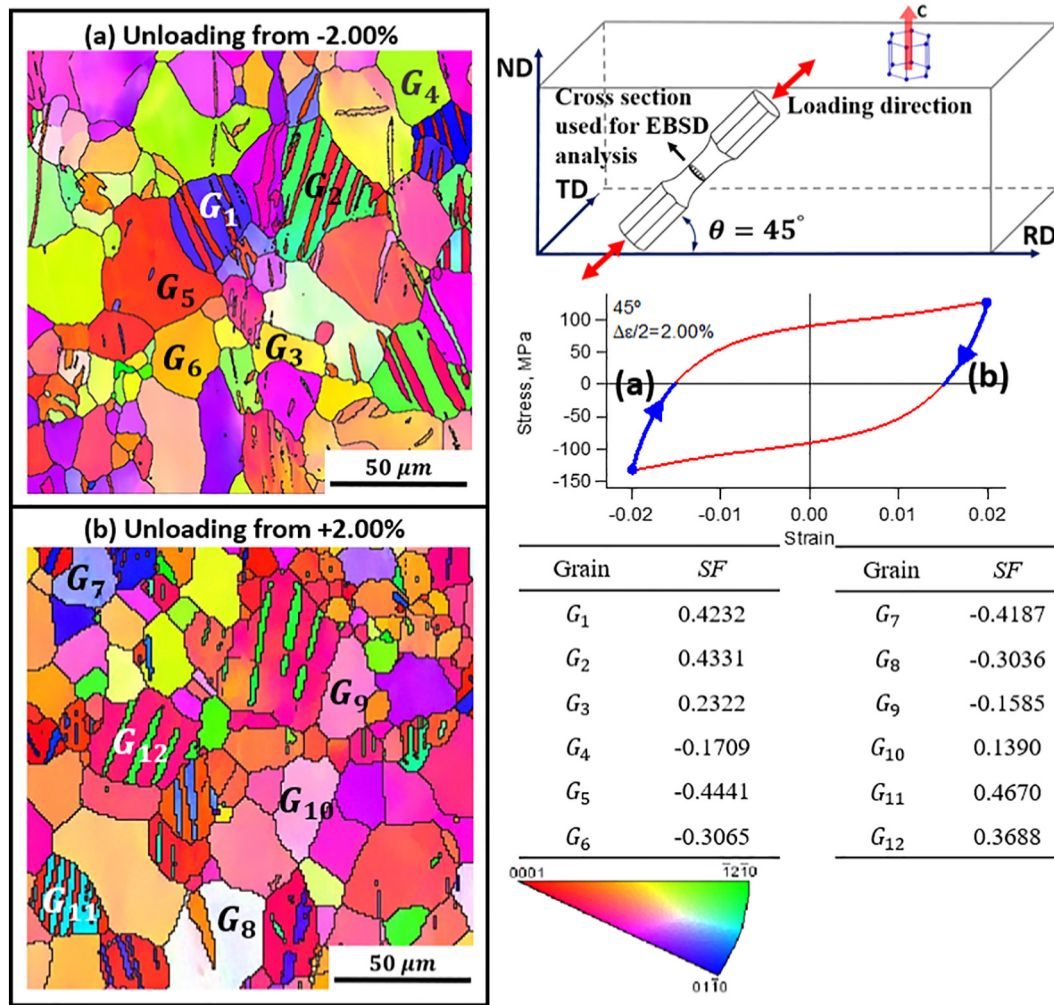 (a) Unloading from -2.00%
G₄
G₂
G₁
G₅
G₃
G₆
50 μm
(b) Unloading from +2.00%
G₇
G₉
G₁₂
G₁₀
G₁₁
G₈
50 μm
ND
c
Cross section
used for EBSD
analysis
Loading direction
TD
θ = 45°
RD
45º
Δε/2=2.00%
Stress, MPa
100
50
0
-50
-100
-150
(a)
(b)
-0.02 -0.01 0.00 0.01 0.02
Strain
Grain SF Grain SF
G₁ 0.4232 G₇ -0.4187
G₂ 0.4331 G₈ -0.3036
G₃ 0.2322 G₉ -0.1585
G₄ -0.1709 G₁₀ 0.1390
G₅ -0.4441 G₁₁ 0.4670
G₆ -0.3065 G₁₂ 0.3688
0001
1̅21̅0
011̅0